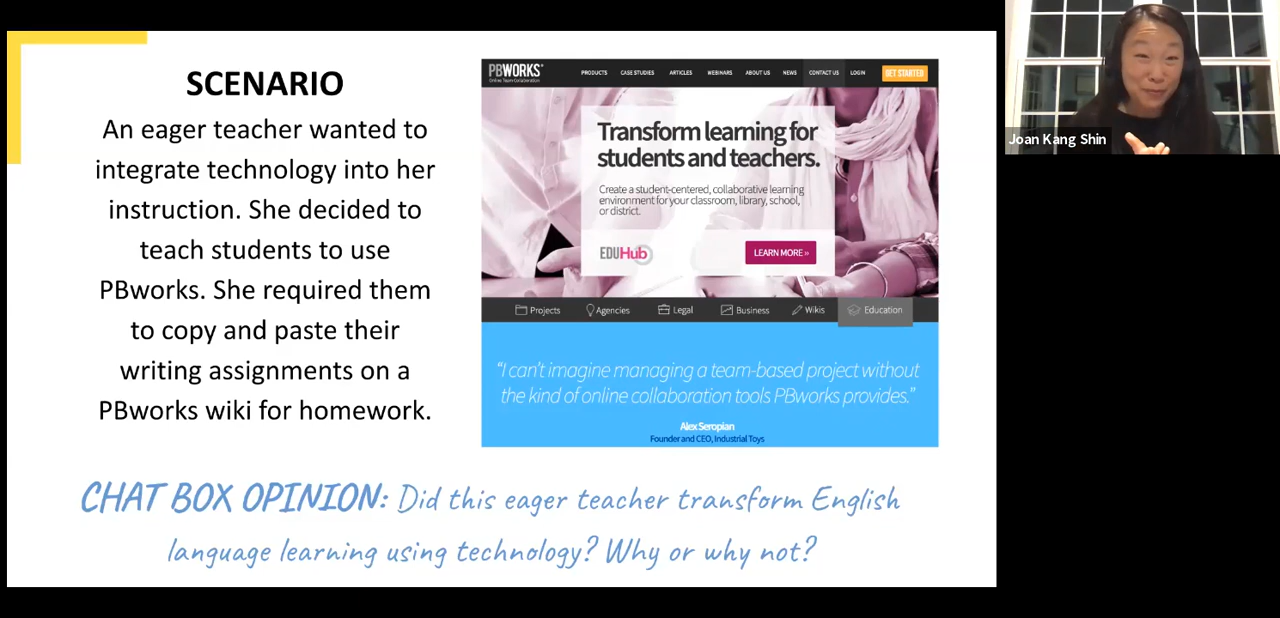 SCENARIO
An eager teacher wanted to
integrate technology into her
instruction. She decided to
teach students to use
PBworks. She required them
to copy and paste their
writing assignments on a
PBworks wiki for homework.
PBWORKS
Online Team Collaboration
PRODUCTS CASE STUDIES ARTICLES WEBINARS ABOUT US NEWS CONTACT US LOGIN GET STARTED
Transform learning for
students and teachers.
Create a student-centered, collaborative learning
environment for your classroom, library, school,
or district.
EDUHub
LEARN MORE »
Projects Agencies Legal Business Wikis Education
“I can't imagine managing a team-based project without
the kind of online collaboration tools PBworks provides.”
Alex Seropian
Founder and CEO, Industrial Toys
CHAT BOX OPINION: Did this eager teacher transform English
language learning using technology? Why or why not?
Joan Kang Shin